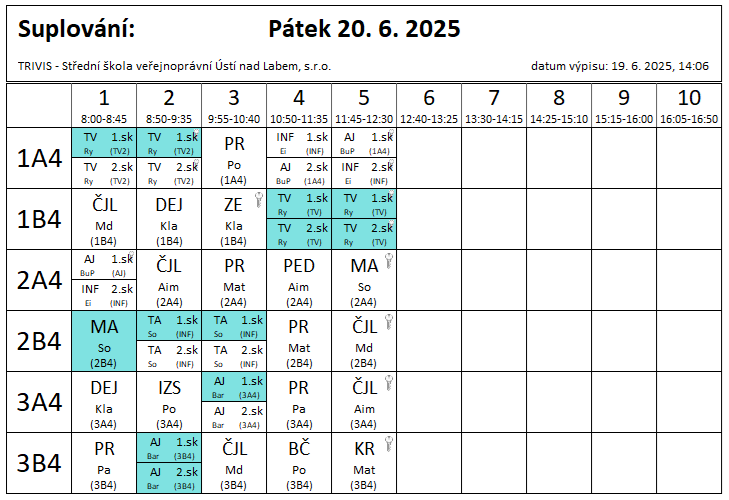 Suplování: Pátek 20. 6. 2025
TRIVIS - Střední škola veřejnoprávní Ústí nad Labem, s.r.o. datum výpisu: 19. 6. 2025, 14:06
1 2 3 4 5 6 7 8 9 10
8:00-8:45 8:50-9:35 9:55-10:40 10:50-11:35 11:45-12:30 12:40-13:25 13:30-14:15 14:25-15:10 15:15-16:00 16:05-16:50
1A4
TV 1.sk TV 1.sk PR INF 1.sk AJ 1.sk
Ry (TV2) Ry (TV2) Po Ei (INF) BuP (1A4)
TV 2.sk TV 2.sk (1A4) AJ 2.sk INF 2.sk
Ry (TV2) Ry (TV2) BuP (1A4) Ei (INF)
1B4
ČJL DEJ ZE TV 1.sk TV 1.sk
Md Kla Kla Ry (TV) Ry (TV)
(1B4) (1B4) (1B4) TV 2.sk TV 2.sk
Ry (TV) Ry (TV)
2A4
AJ 1.sk ČJL PR PED MA
BuP (AJ) Aim Mat Aim So
INF 2.sk (2A4) (2A4) (2A4) (2A4)
Ei (INF)
2B4
MA TA 1.sk TA 1.sk PR ČJL
So So (INF) So (INF) Mat Md
(2B4) TA 2.sk TA 2.sk (2B4) (2B4)
So (INF) So (INF)
3A4
DEJ IZS AJ 1.sk PR ČJL
Kla Po Bar (3A4) Pa Aim
(3A4) (3A4) AJ 2.sk (3A4) (3A4)
Bar (3A4)
3B4
PR AJ 1.sk ČJL BČ KR
Pa Bar (3B4) Md Po Mat
(3B4) AJ 2.sk (3B4) (3B4) (3B4)
Bar (3B4)